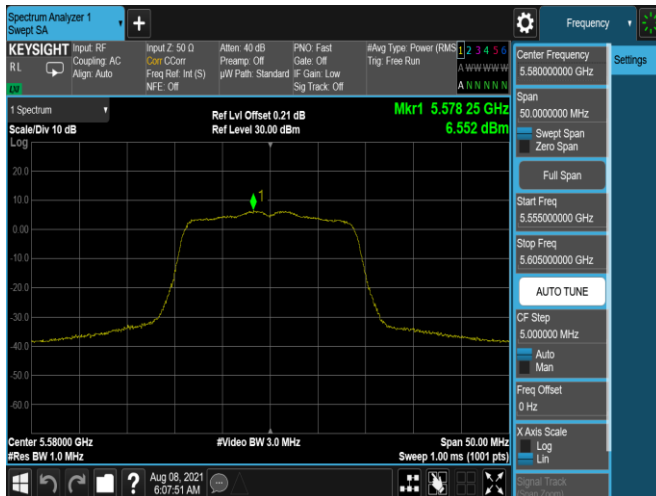 Spectrum Analyzer 1
Swept SA
Frequency
KEYSIGHT
Input: RF
Input Z: 50 Ω
Atten: 40 dB
PNO: Fast
#Avg Type: Power (RMS
1 2 3 4 5 6
RL
Coupling: AC
Corr CCorr
Preamp: Off
Gate: Off
Trig: Free Run
A W W W W W
Align: Auto
Freq Ref: Int (S)
µW Path: Standard
IF Gain: Low
NFE: Off
Sig Track: Off
A N N N N N
LXI
1 Spectrum
Ref Lvl Offset 0.21 dB
Mkr1 5.578 25 GHz
Scale/Div 10 dB
Ref Level 30.00 dBm
6.552 dBm
Log
20.0
10.0
1
0.00
-10.0
-20.0
-30.0
-40.0
-50.0
-60.0
Center 5.58000 GHz
#Video BW 3.0 MHz
Span 50.00 MHz
#Res BW 1.0 MHz
Sweep 1.00 ms (1001 pts)
?
Aug 08, 2021
6:07:51 AM
Center Frequency
5.580000000 GHz
Settings
Span
50.0000000 MHz
Swept Span
Zero Span
Full Span
Start Freq
5.555000000 GHz
Stop Freq
5.605000000 GHz
AUTO TUNE
CF Step
5.000000 MHz
Auto
Man
Freq Offset
0 Hz
X Axis Scale
Log
Lin
Signal Track
(Span Zoom)